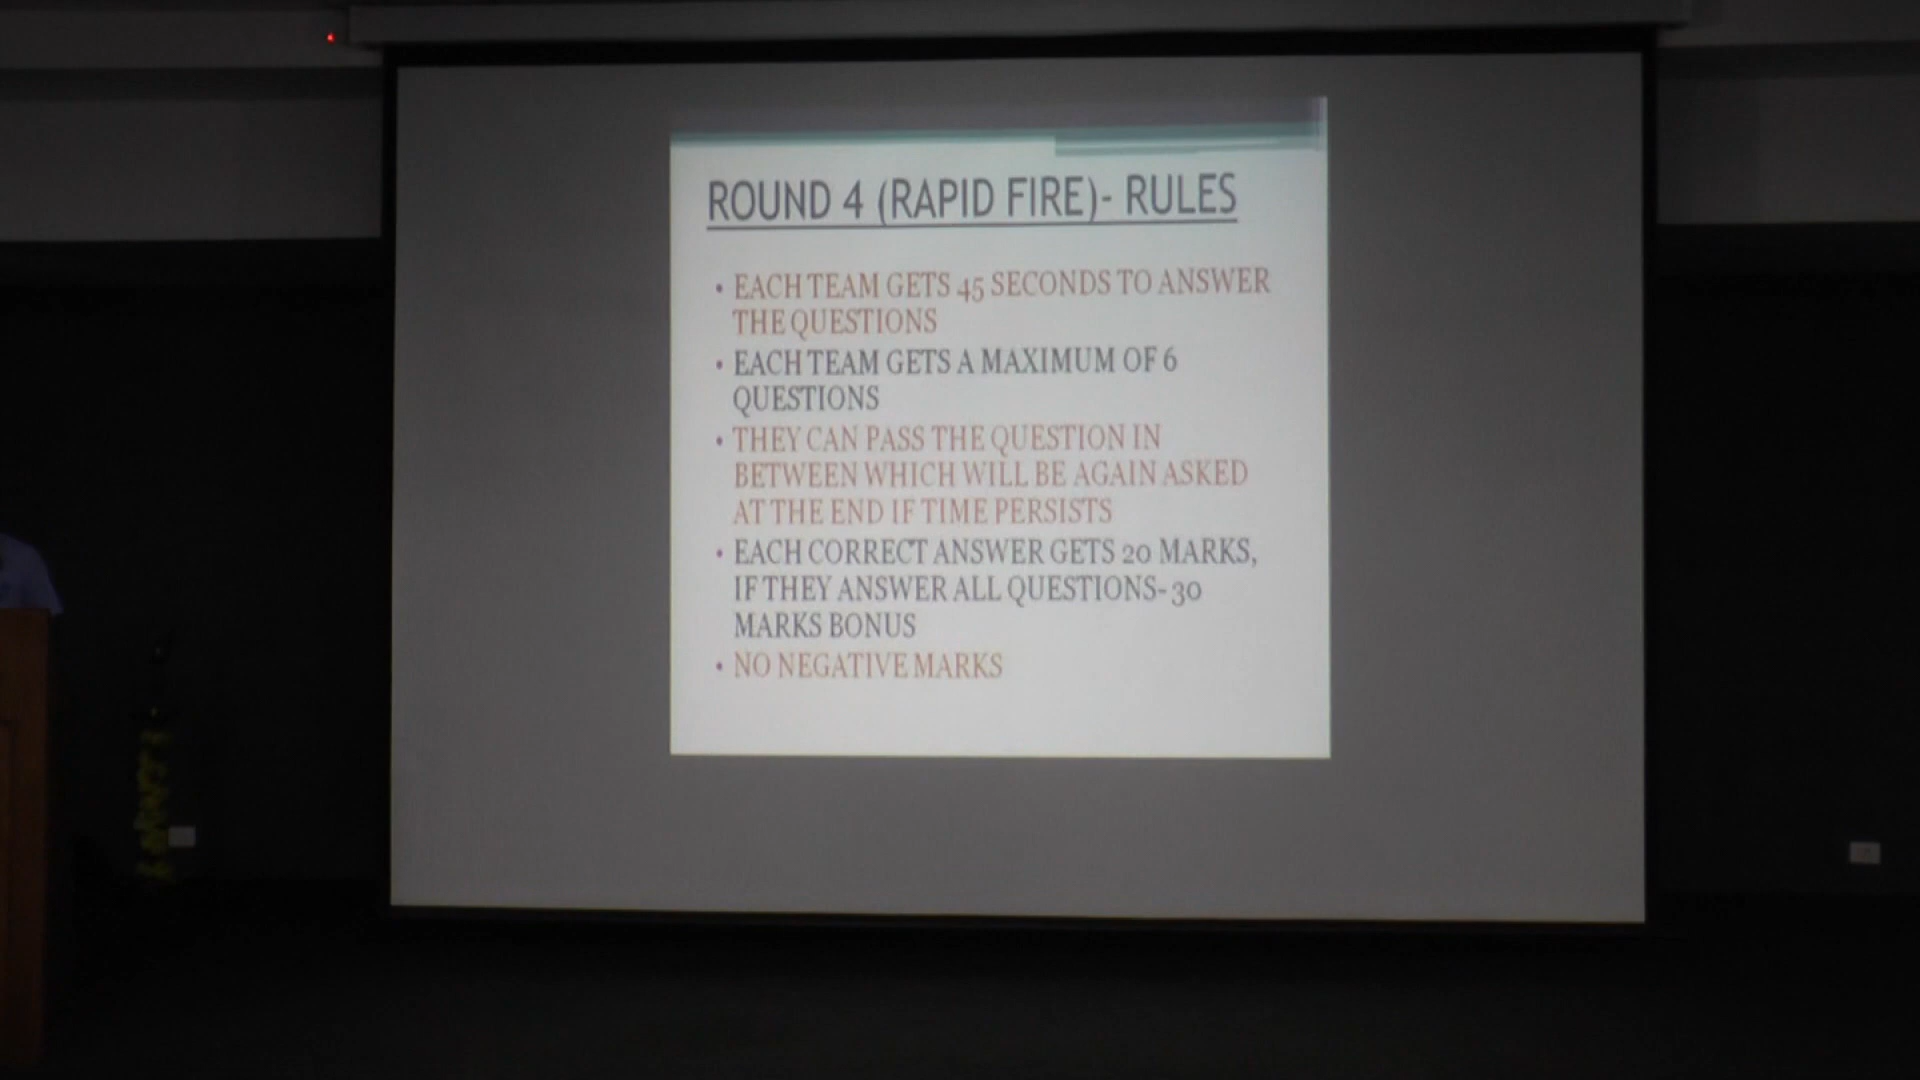 ROUND 4 (RAPID FIRE)- RULES
• EACH TEAM GETS 45 SECONDS TO ANSWER
THE QUESTIONS
• EACH TEAM GETS A MAXIMUM OF 6
QUESTIONS
• THEY CAN PASS THE QUESTION IN
BETWEEN WHICH WILL BE AGAIN ASKED
AT THE END IF TIME PERSISTS
• EACH CORRECT ANSWER GETS 20 MARKS,
IF THEY ANSWER ALL QUESTIONS- 30
MARKS BONUS
• NO NEGATIVE MARKS